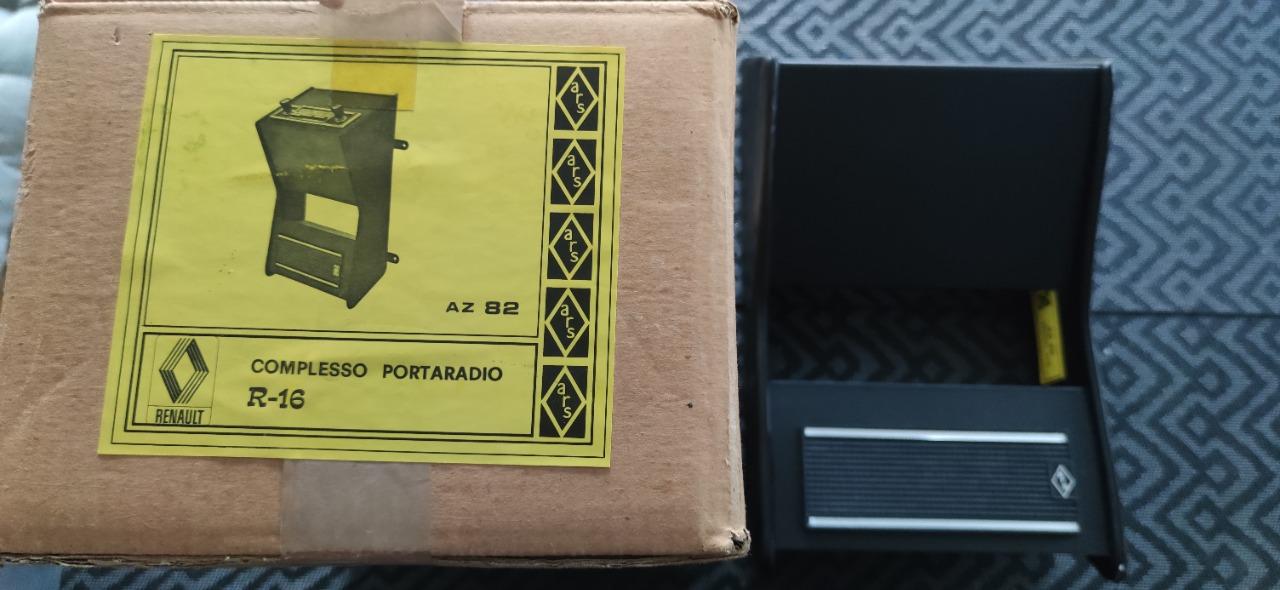 AZ 82
COMPLESSO PORTARADIO
R-16
RENAULT
ars
ars
ars
ars
ars